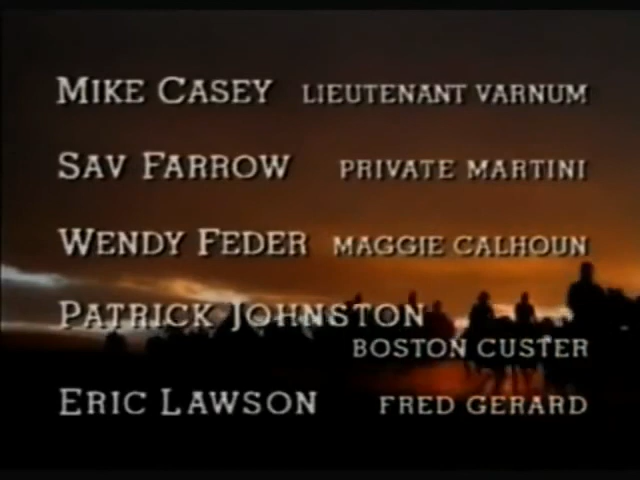 MIKE CASEY LIEUTENANT VARNUM
SAV FARROW PRIVATE MARTINI
WENDY FEDER MAGGIE CALHOUN
PATRICK JOHNSTON
BOSTON CUSTER
ERIC LAWSON FRED GERARD